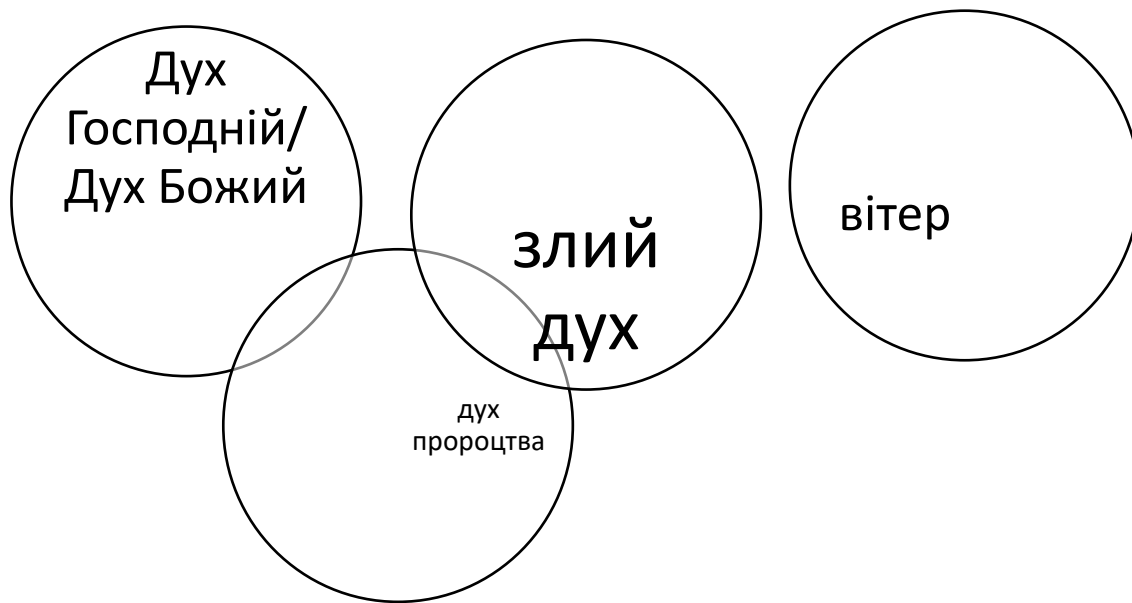 Дух
Господній/
Дух Божий
злий
дух
вітер
дух
пророцтва